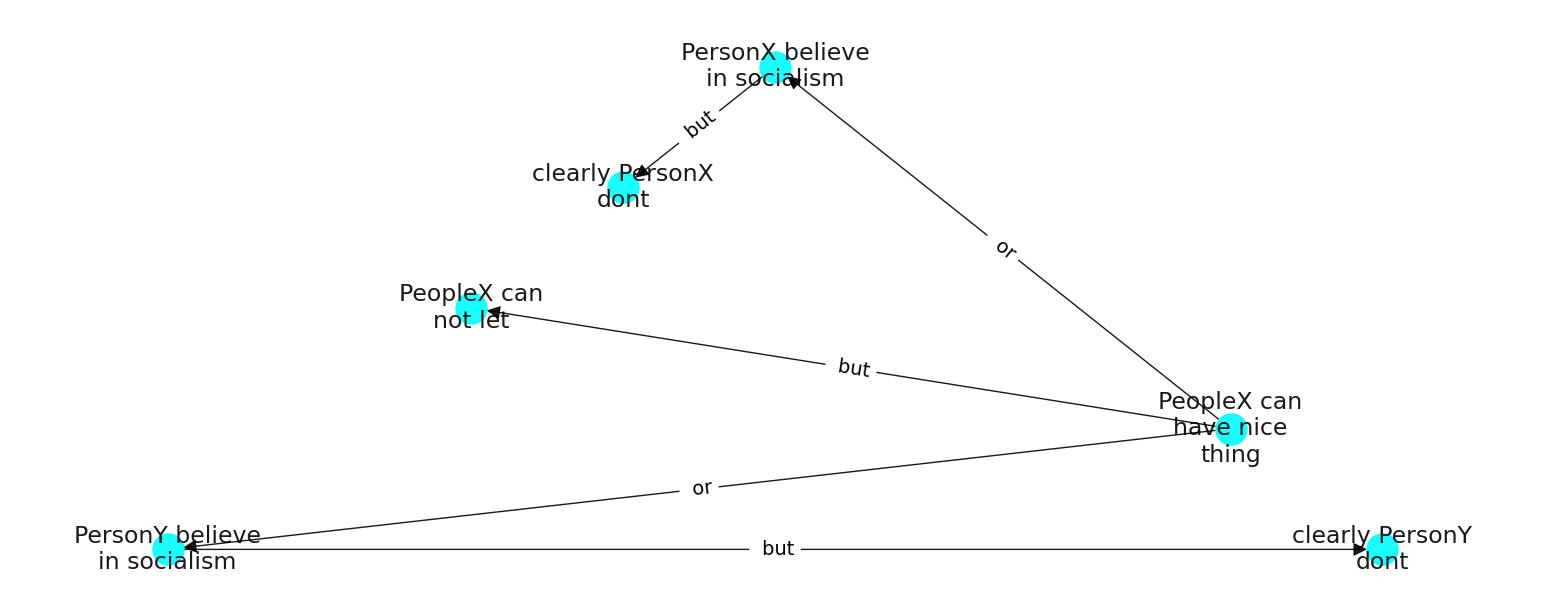 PersonX believe
in socialism
but
clearly PersonX
dont
or
PeopleX can
not let
but
PeopleX can
have nice
thing
or
PersonY believe
in socialism
but
clearly PersonY
dont